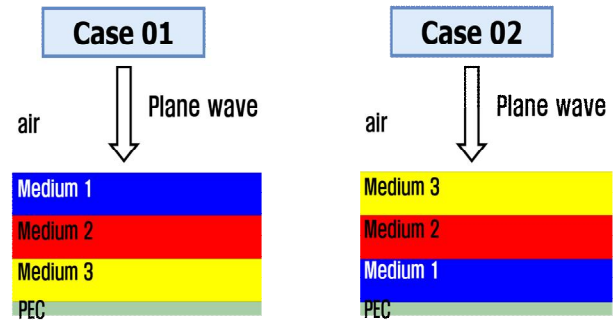 Case 01
Plane wave
air
Medium 1
Medium 2
Medium 3
PEC
Case 02
Plane wave
air
Medium 3
Medium 2
Medium 1
PEC